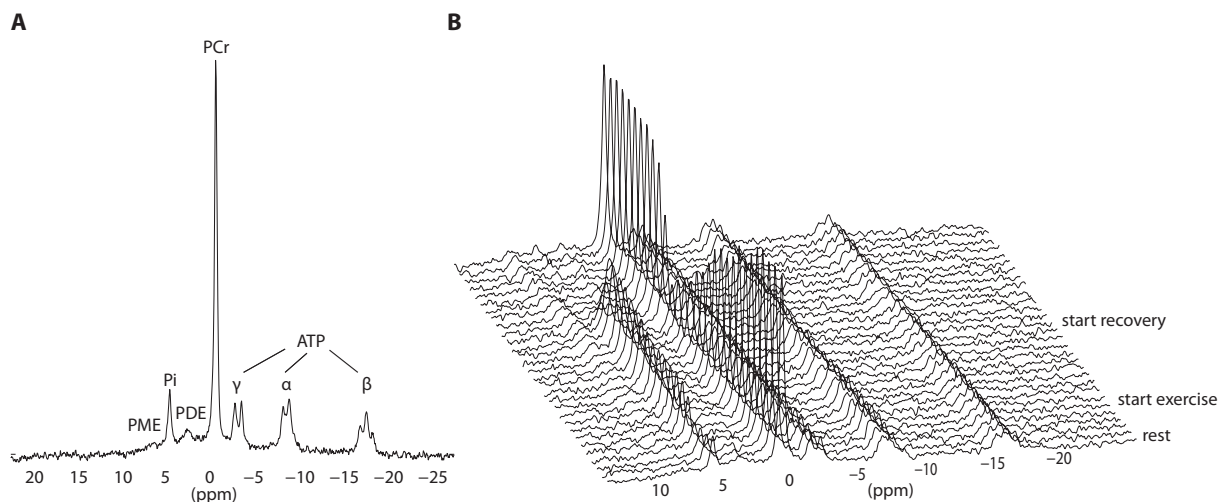 A
PCr
ATP
γ α β
Pi
PDE
PME
20 15 10 5 0 −5 −10 −15 −20 −25
(ppm)
B
start recovery
start exercise
rest
10 5 0 −5 −10 −15 −20
(ppm)